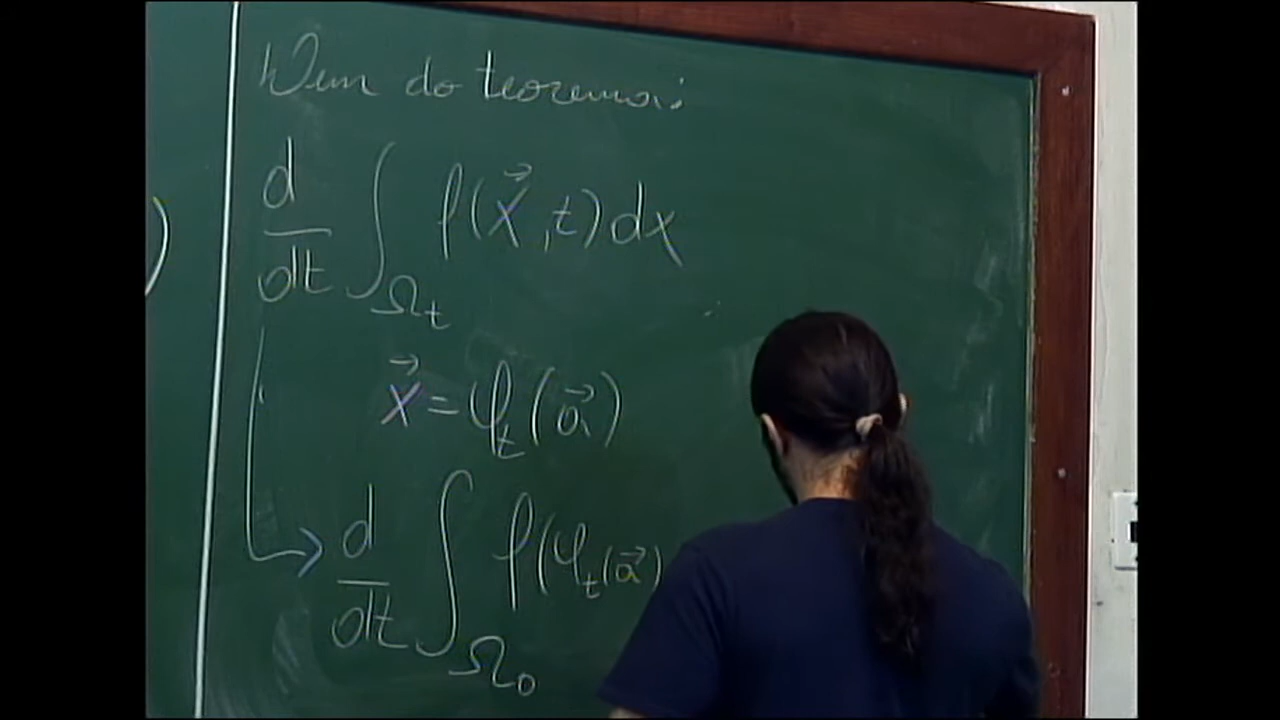 Dem do teorema:
d/dt ∫_{Ω_t} f(x⃗,t)dx
x⃗ = φ_t(a⃗)
d/dt ∫_{Ω_0} f(φ_t(a⃗)